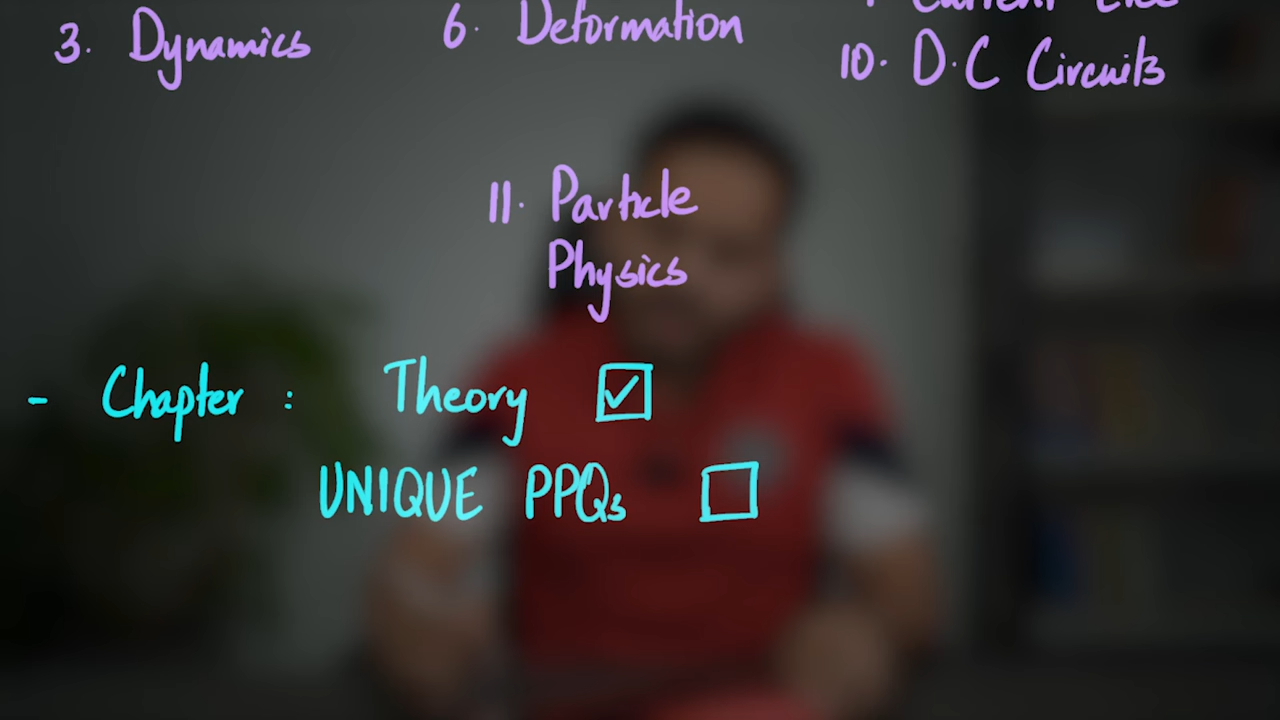 3. Dynamics
6. Deformation
10. D.C Circuits
11. Particle
Physics
- Chapter : Theory ☑
UNIQUE PPQs ☐